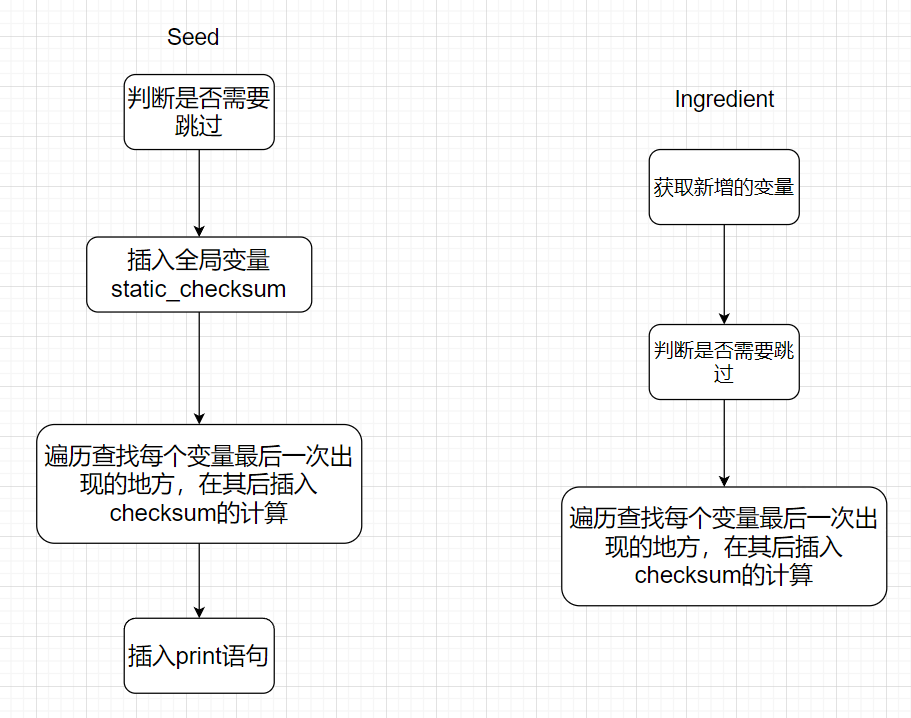 Seed
判断是否需要
跳过
插入全局变量
static_checksum
遍历查找每个变量最后一次出
现的地方，在其后插入
checksum的计算
插入print语句
Ingredient
获取新增的变量
判断是否需要跳
过
遍历查找每个变量最后一次出
现的地方，在其后插入
checksum的计算